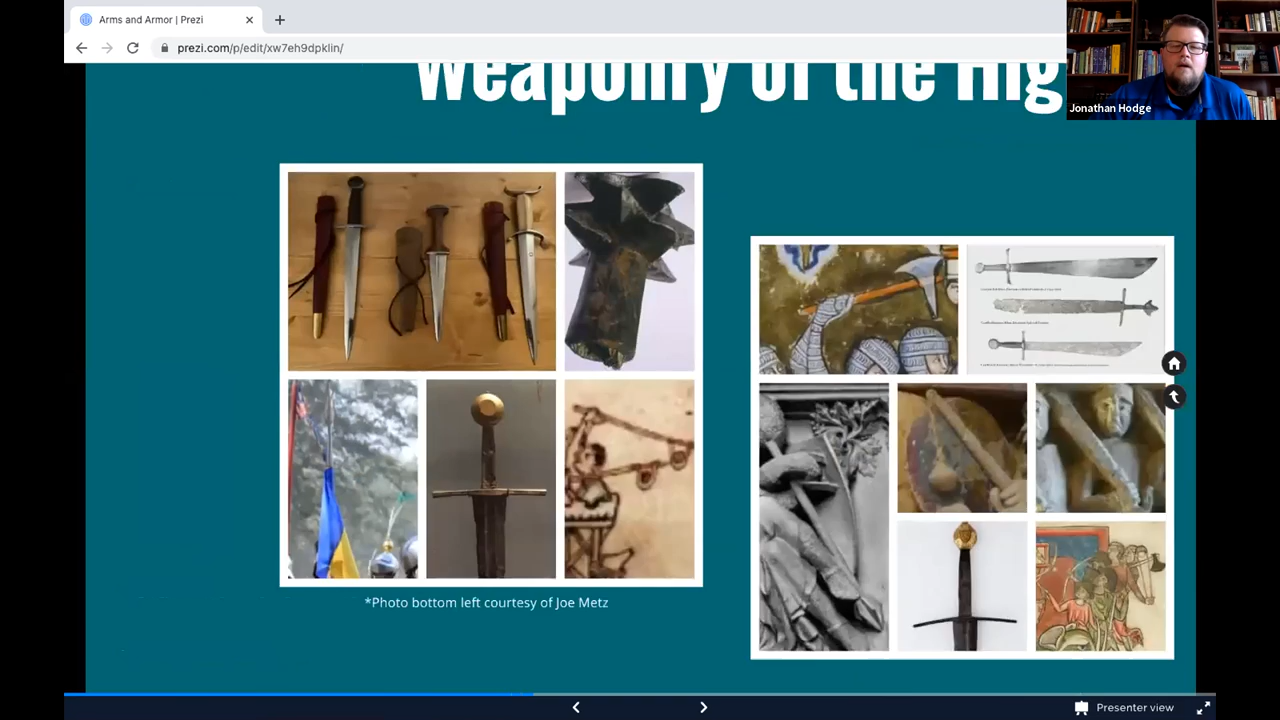 Arms and Armor | Prezi
prezi.com/p/edit/xw7eh9dpklin/
Jonathan Hodge
Weaponry of the Hig
*Photo bottom left courtesy of Joe Metz
Presenter view